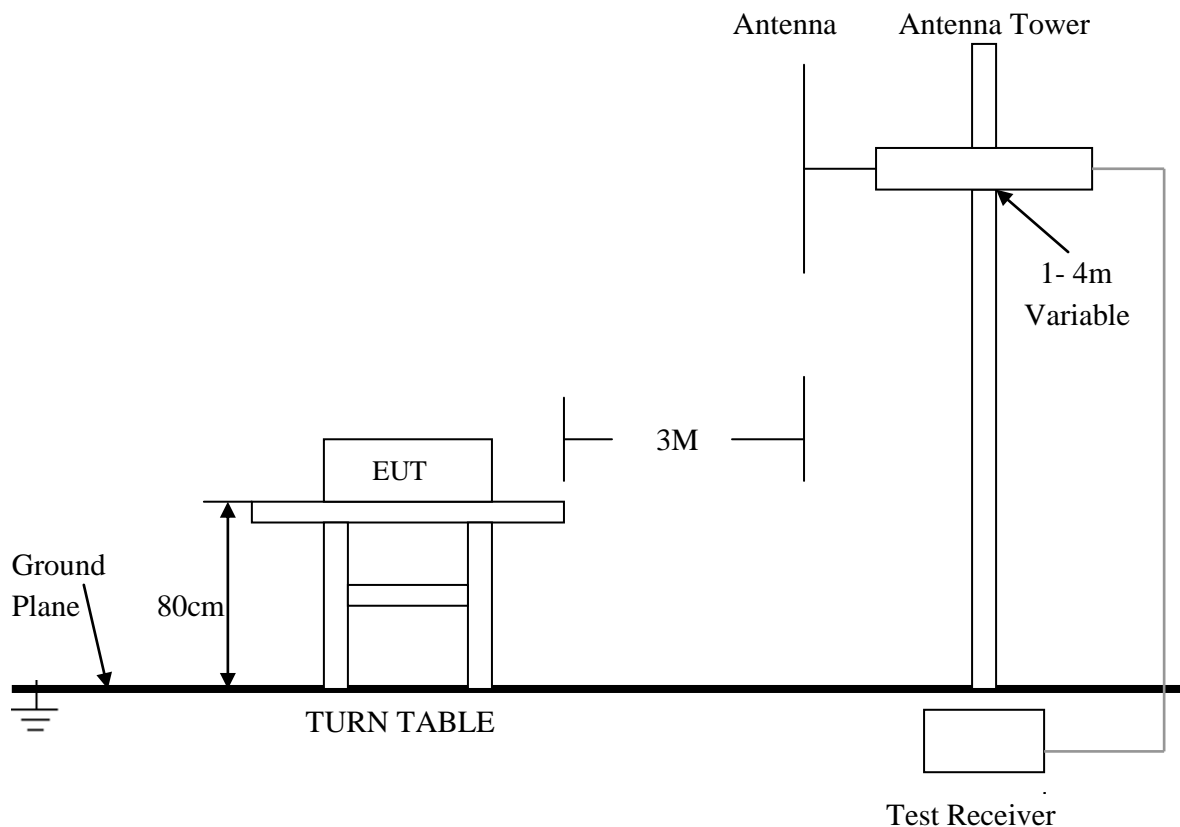 Antenna
Antenna Tower
1- 4m
Variable
3M
EUT
Ground
Plane
80cm
TURN TABLE
Test Receiver